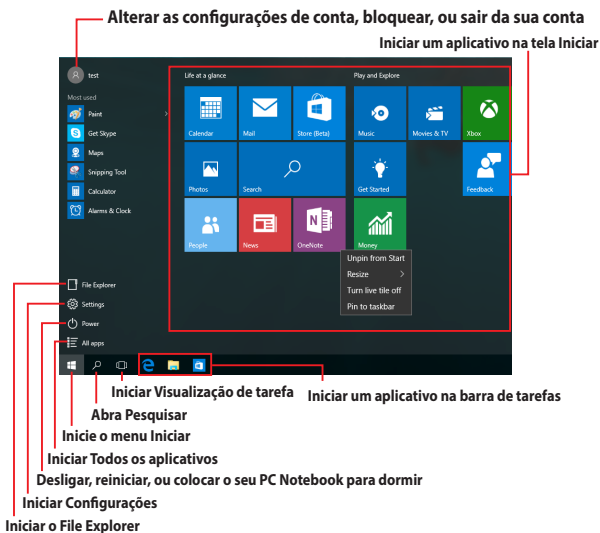 Alterar as configurações de conta, bloquear, ou sair da sua conta
Iniciar um aplicativo na tela Iniciar
test
Life at a glance
Play and Explore
Most used
Paint
Get Skype
Maps
Snipping Tool
Calculator
Alarms & Clock
Calendar
Mail
Store (Beta)
Music
Movies & TV
Xbox
Photos
Search
Get Started
Feedback
People
News
OneNote
Money
Unpin from Start
Resize
Turn live tile off
Pin to taskbar
File Explorer
Settings
Power
All apps
Iniciar Visualização de tarefa
Iniciar um aplicativo na barra de tarefas
Abra Pesquisar
Inicie o menu Iniciar
Iniciar Todos os aplicativos
Desligar, reiniciar, ou colocar o seu PC Notebook para dormir
Iniciar Configurações
Iniciar o File Explorer